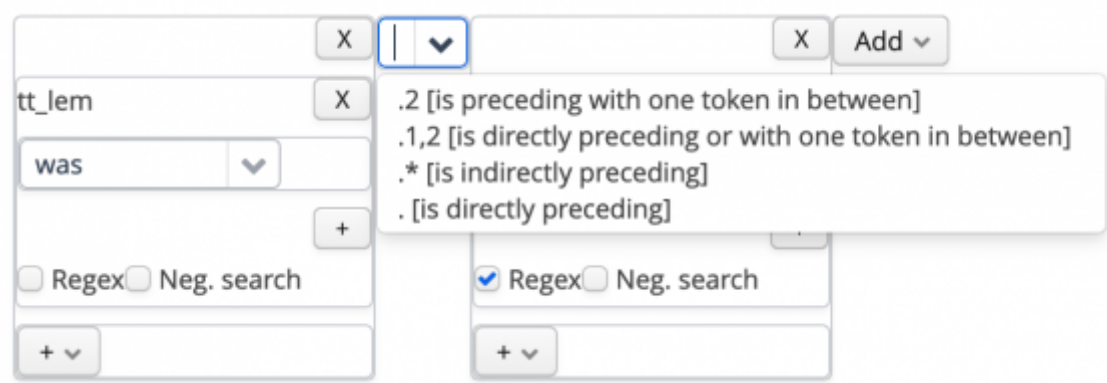 X X Add
tt_lem X
.2 [is preceding with one token in between]
.1,2 [is directly preceding or with one token in between]
was
.* [is indirectly preceding]
. [is directly preceding]
+
Regex Neg. search Regex Neg. search
+ +